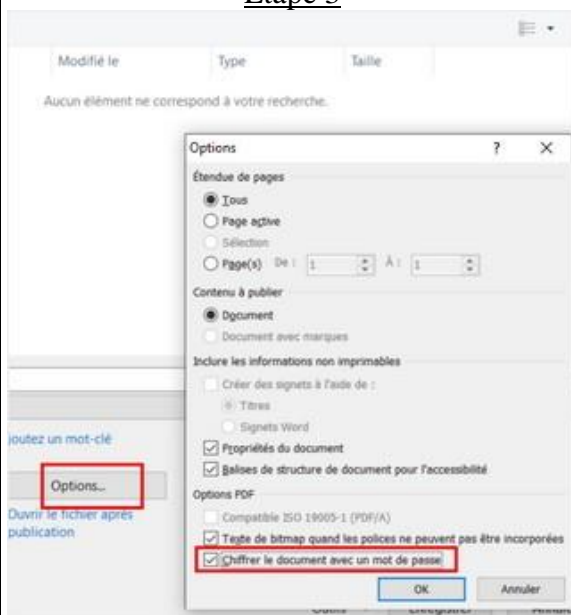 Étape 3
Modifié le Type Taille
Aucun élément ne correspond à votre recherche.
Options ? X
Étendue de pages
Tous
Page active
Sélection
Page(s) De : 1 À : 1
Contenu à publier
Document
Document avec marques
Inclure les informations non imprimables
Créer des signets à l'aide de :
Titres
Signets Word
Propriétés du document
Balises de structure de document pour l'accessibilité
Options PDF
Compatible ISO 19005-1 (PDF/A)
Texte de bitmap quand les polices ne peuvent pas être incorporées
Chiffrer le document avec un mot de passe
OK Annuler
joutez un mot-clé
Options...
Ouvrir le fichier après
publication
Outils Enregistrer